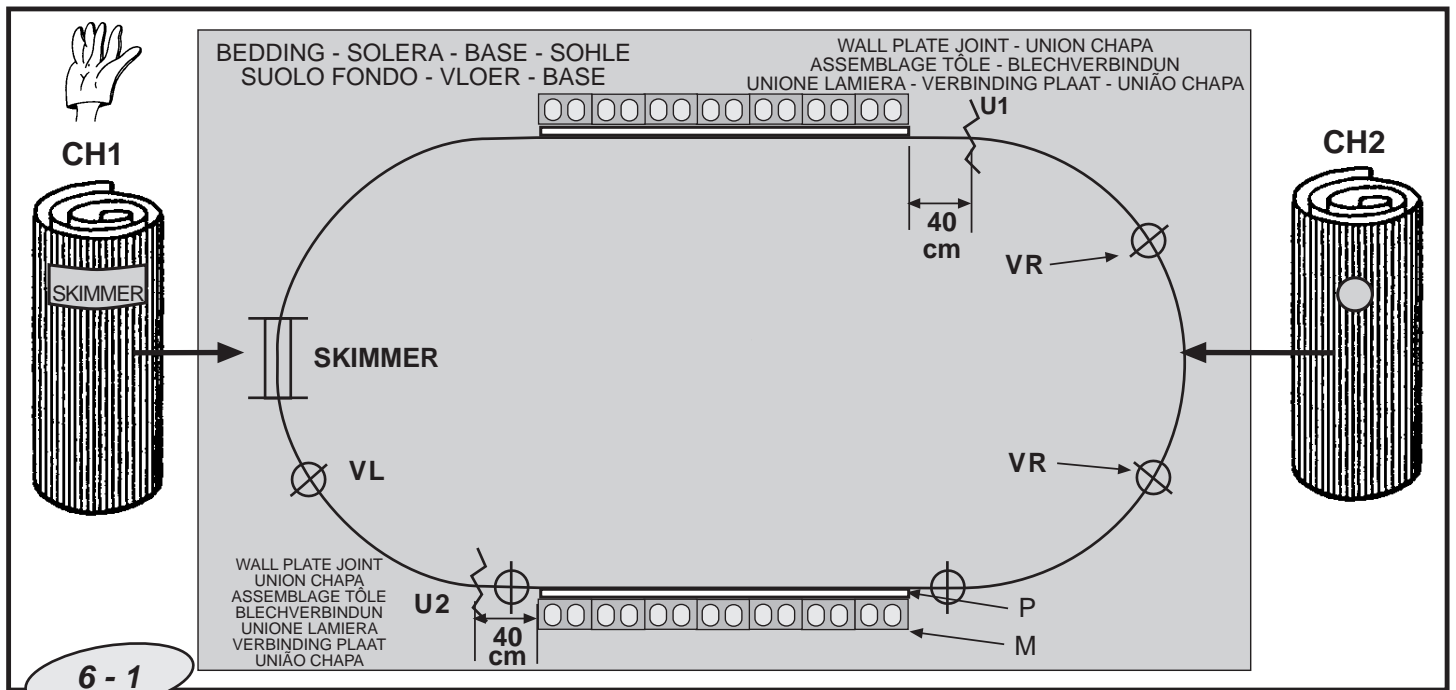 BEDDING - SOLERA - BASE - SOHLE
SUOLO FONDO - VLOER - BASE
WALL PLATE JOINT - UNION CHAPA
ASSEMBLAGE TÔLE - BLECHVERBINDUN
UNIONE LAMIERA - VERBINDING PLAAT - UNIÃO CHAPA
U1
CH1
CH2
40
cm
VR
SKIMMER
SKIMMER
VL
VR
WALL PLATE JOINT
UNION CHAPA
ASSEMBLAGE TÔLE
BLECHVERBINDUN
UNIONE LAMIERA
VERBINDING PLAAT
UNIÃO CHAPA
U2
40
cm
P
M
6 - 1